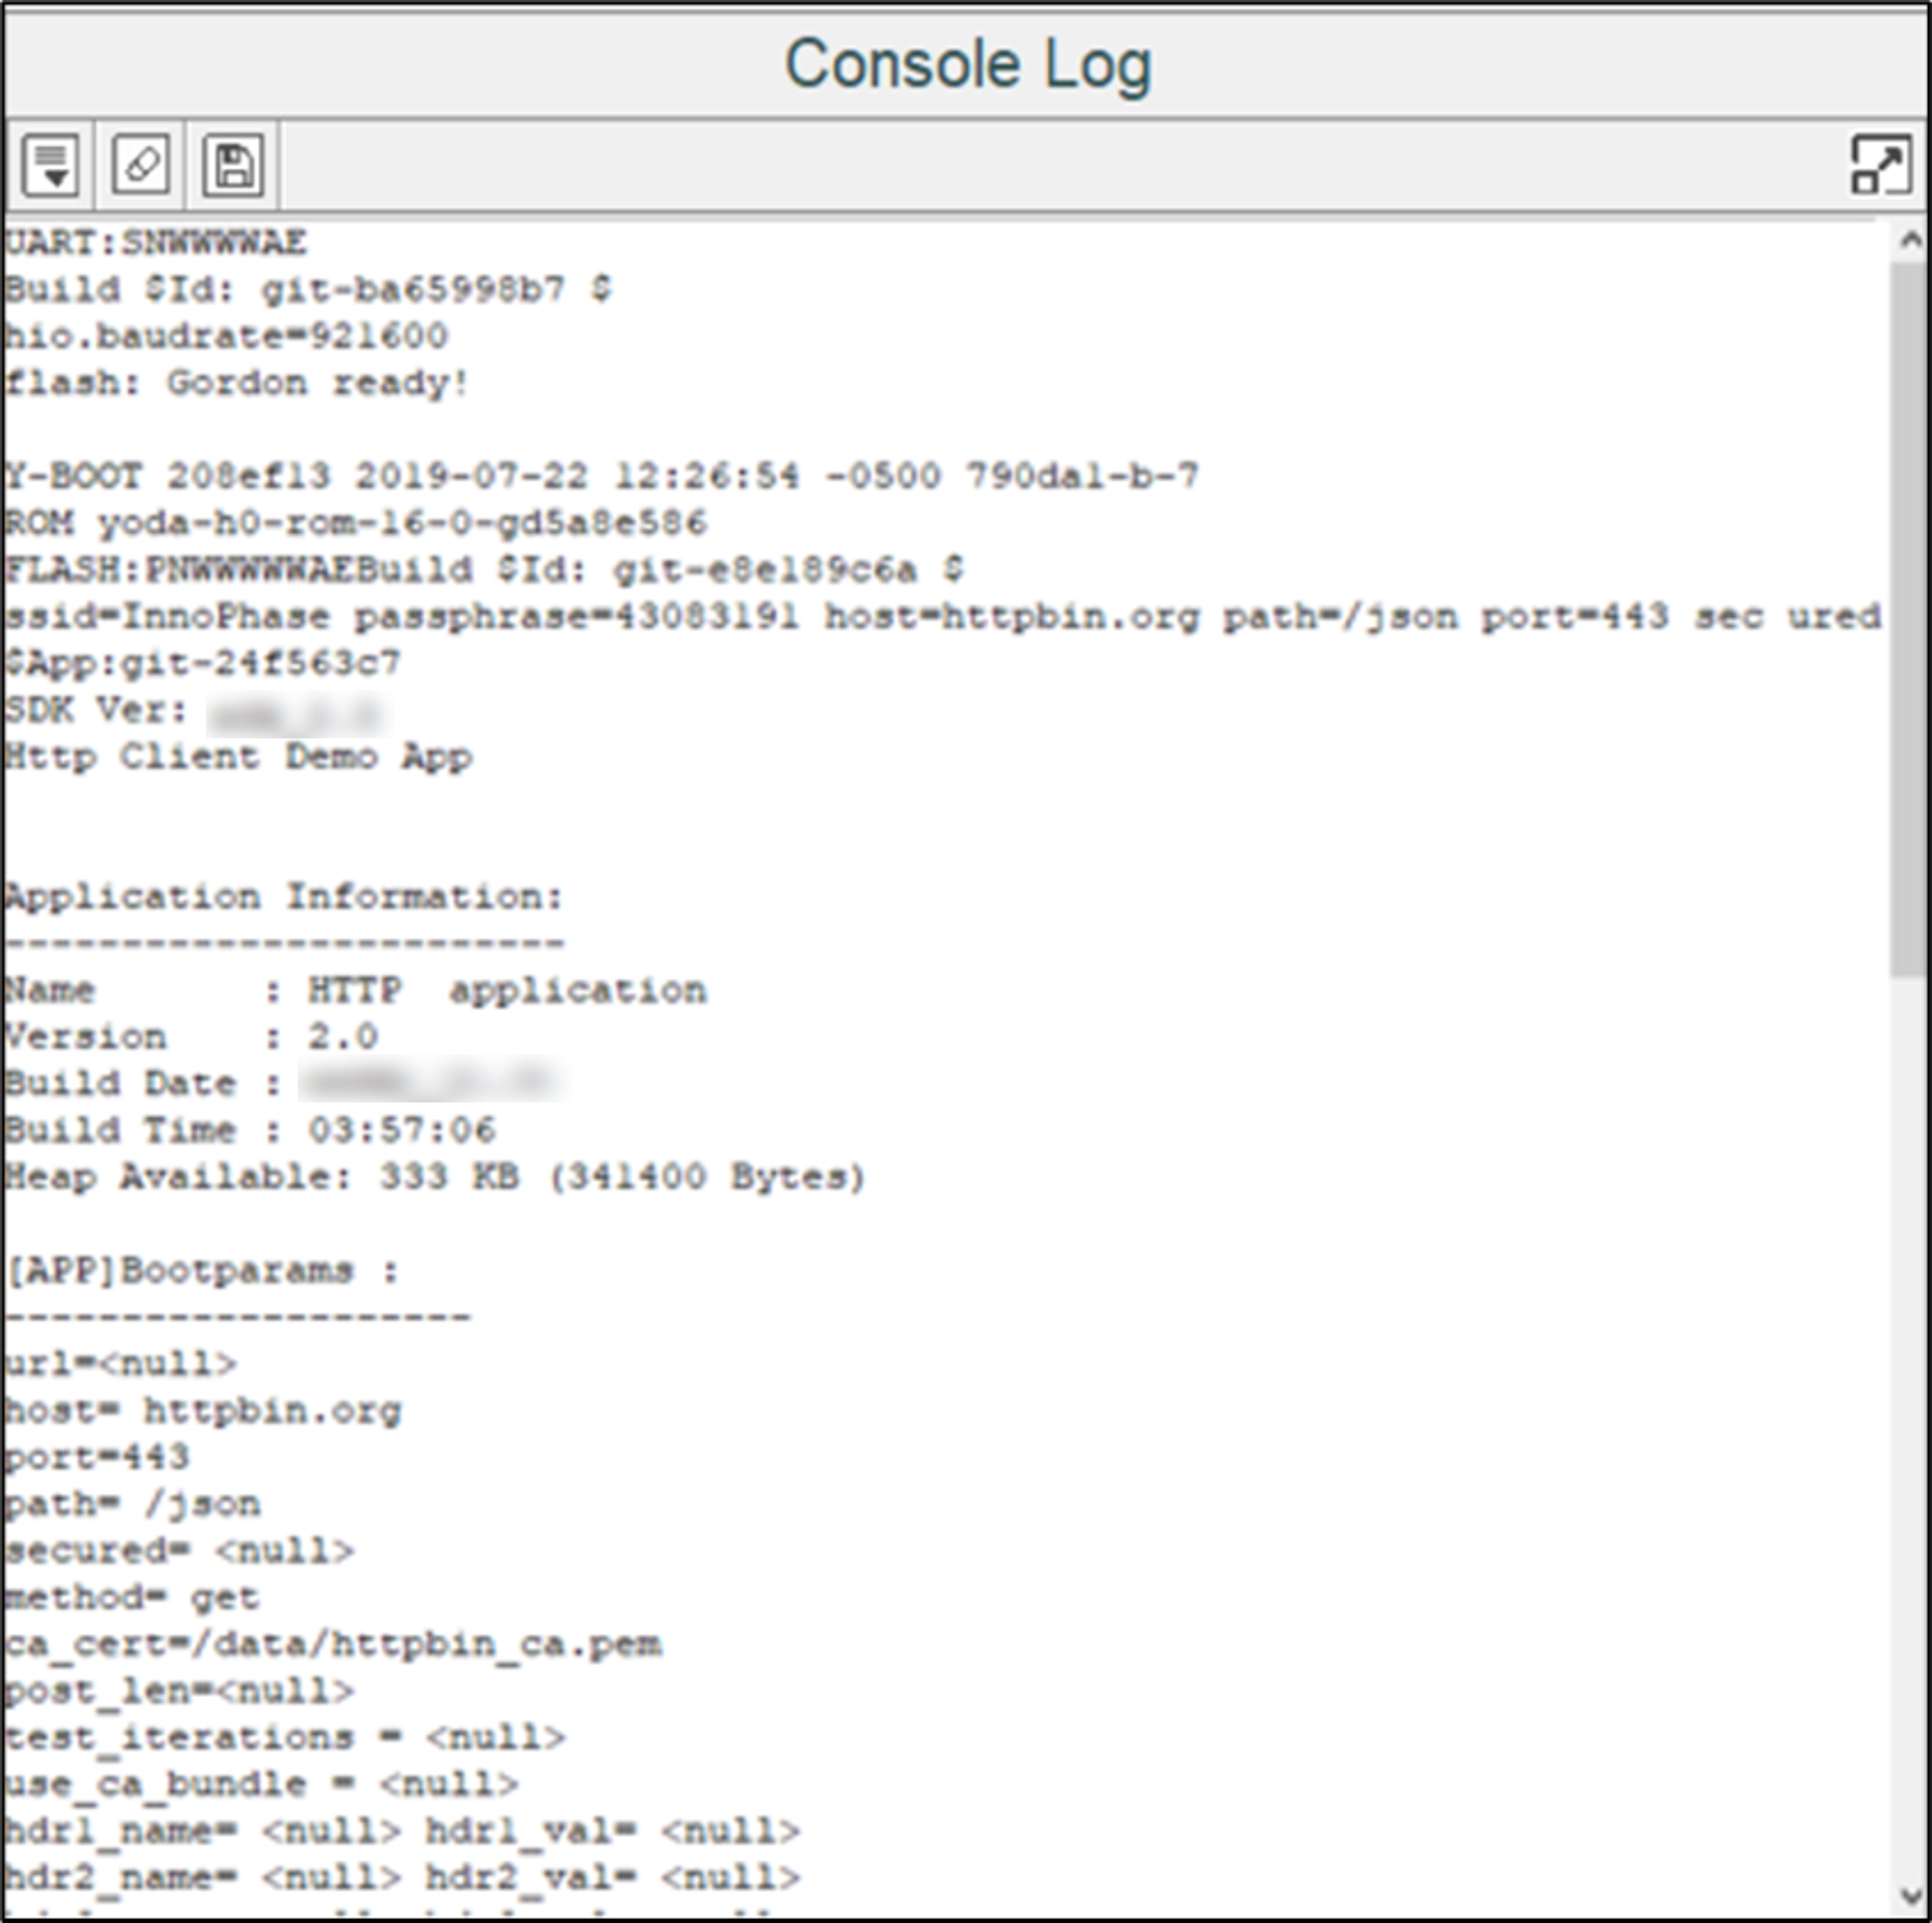 Console Log
UART:SNWWWWAE
Build $Id: git-ba65998b7 $
hio.baudrate=921600
flash: Gordon ready!
Y-BOOT 208ef13 2019-07-22 12:26:54 -0500 790da1-b-7
ROM yoda-h0-rom-16-0-gd5a8e586
FLASH:PNWWWWWAEBuild $Id: git-e8e189c6a $
ssid=InnoPhase passphrase=43083191 host=httpbin.org path=/json port=443 sec ured
$App:git-24f563c7
SDK Ver:
Http Client Demo App
Application Information:
------------------------
Name       : HTTP  application
Version    : 2.0
Build Date :
Build Time : 03:57:06
Heap Available: 333 KB (341400 Bytes)
[APP]Bootparams :
--------------------
url=<null>
host= httpbin.org
port=443
path= /json
secured= <null>
method= get
ca_cert=/data/httpbin_ca.pem
post_len=<null>
test_iterations = <null>
use_ca_bundle = <null>
hdr1_name= <null> hdr1_val= <null>
hdr2_name= <null> hdr2_val= <null>